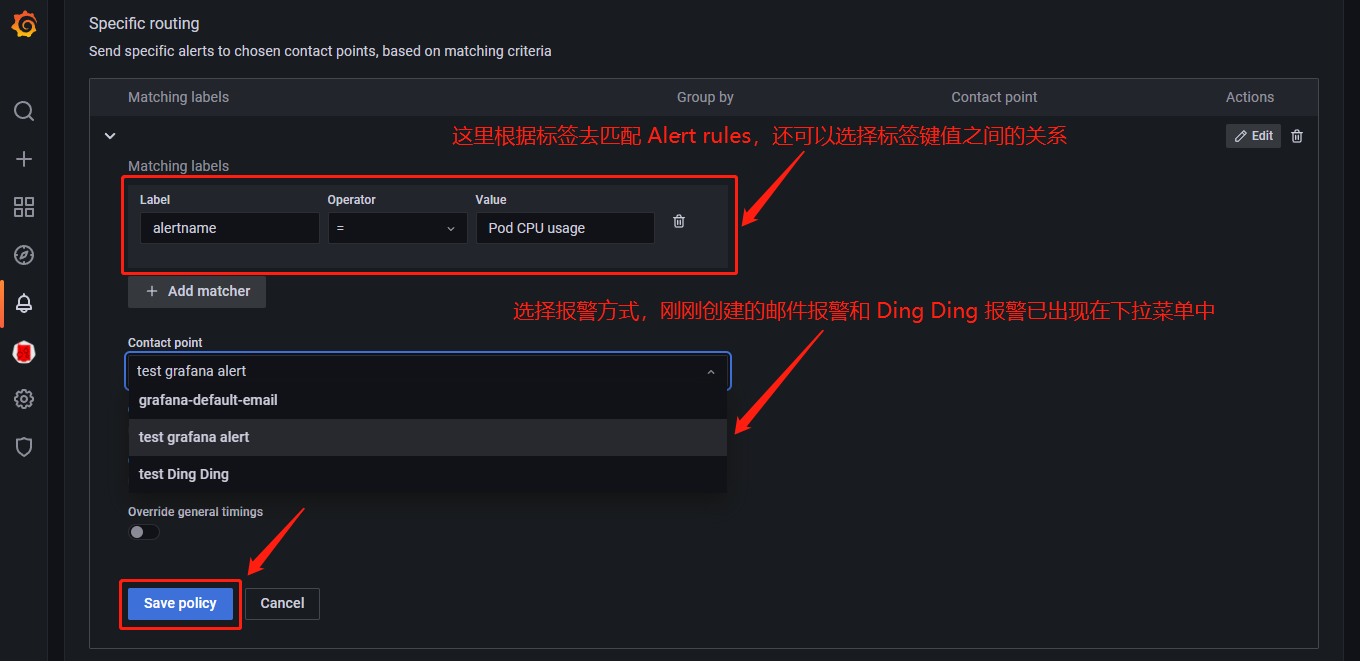 Specific routing
Send specific alerts to chosen contact points, based on matching criteria
Matching labels Group by Contact point Actions
这里根据标签去匹配 Alert rules，还可以选择标签键值之间的关系
Edit
Matching labels
Label Operator Value
alertname = Pod CPU usage
+ Add matcher
选择报警方式，刚刚创建的邮件报警和 Ding Ding 报警已出现在下拉菜单中
Contact point
test grafana alert
grafana-default-email
test grafana alert
test Ding Ding
Override general timings
Save policy Cancel